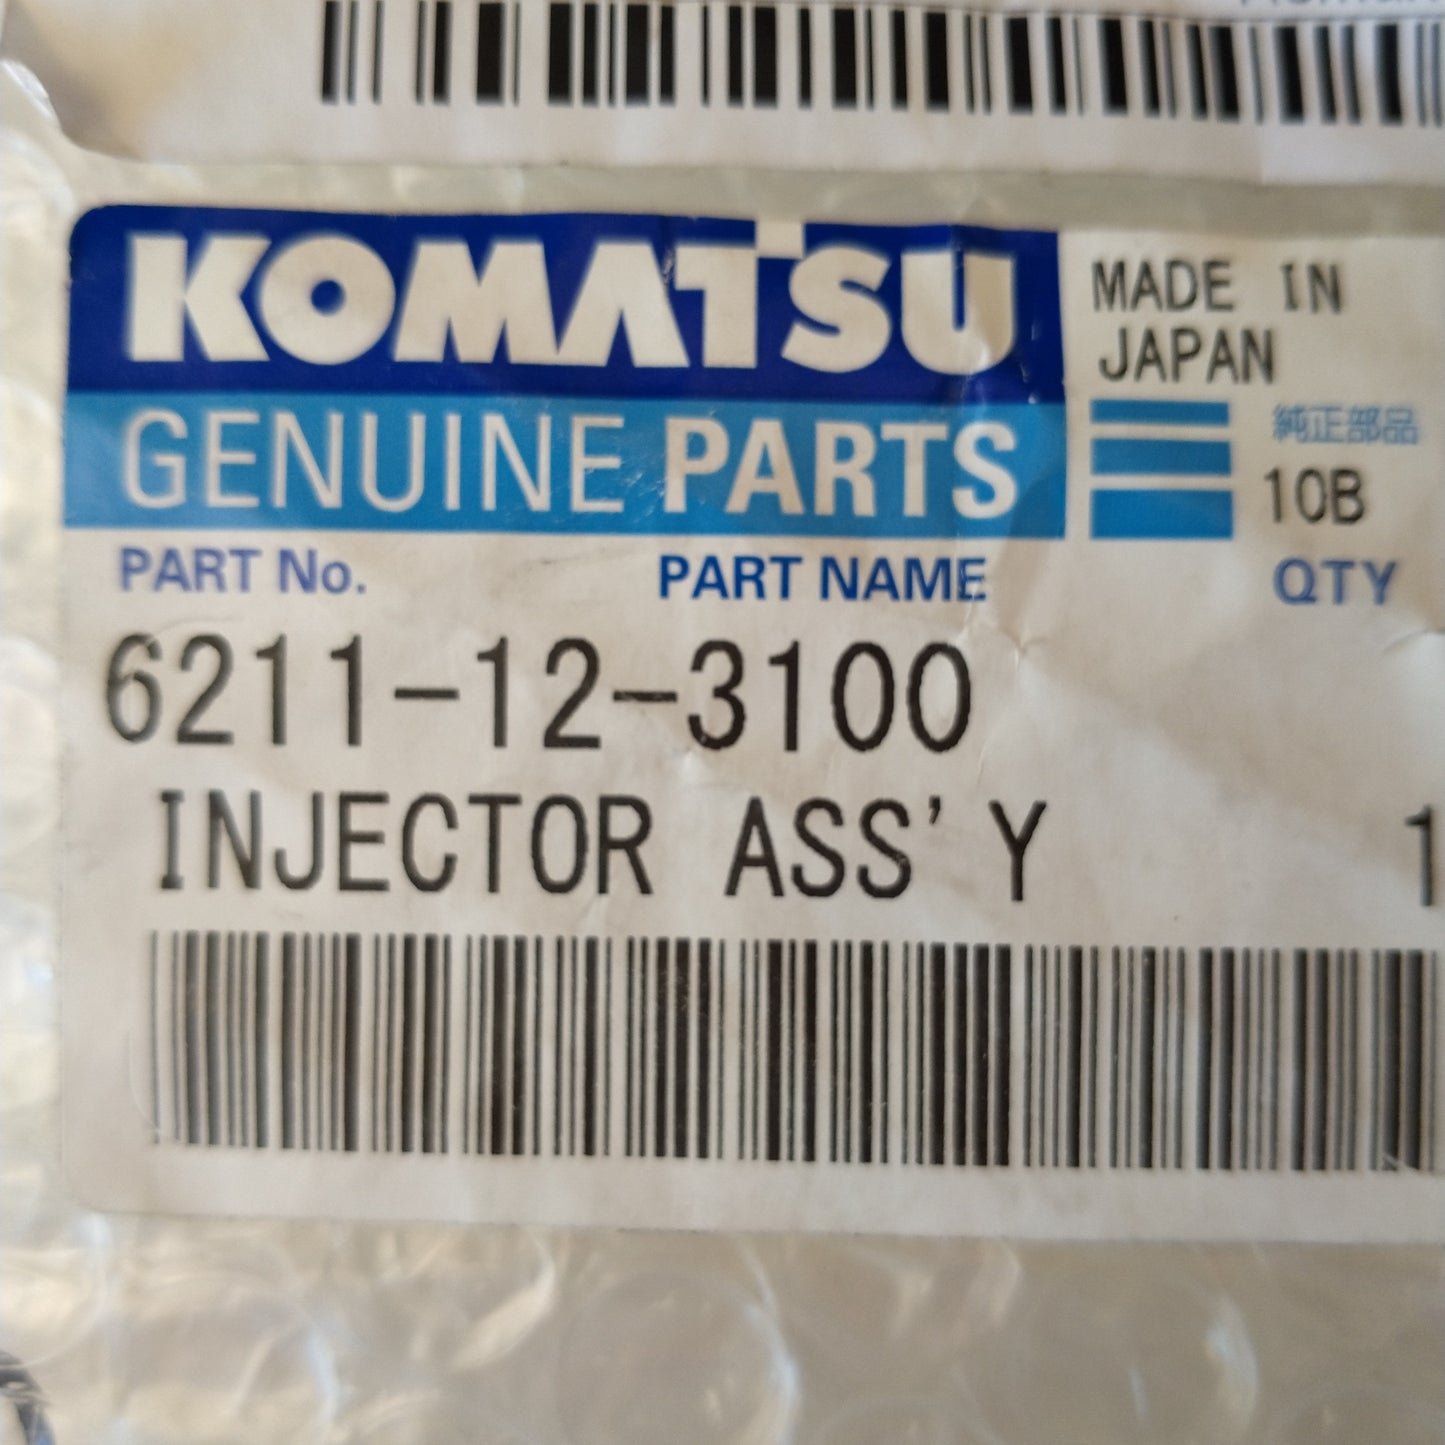 KOMATSU
GENUINE PARTS
MADE IN
JAPAN
純正部品
10B
PART No. PART NAME QTY
6211-12-3100
INJECTOR ASS'Y 1